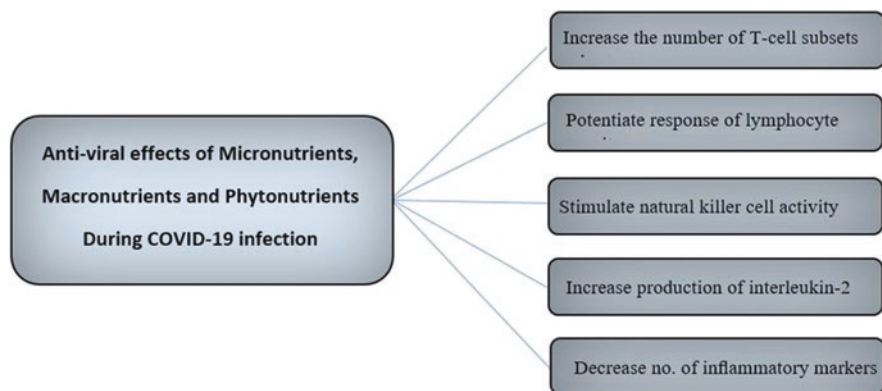 Anti-viral effects of Micronutrients,
Macronutrients and Phytonutrients
During COVID-19 infection
Increase the number of T-cell subsets
Potentiate response of lymphocyte
Stimulate natural killer cell activity
Increase production of interleukin-2
Decrease no. of inflammatory markers